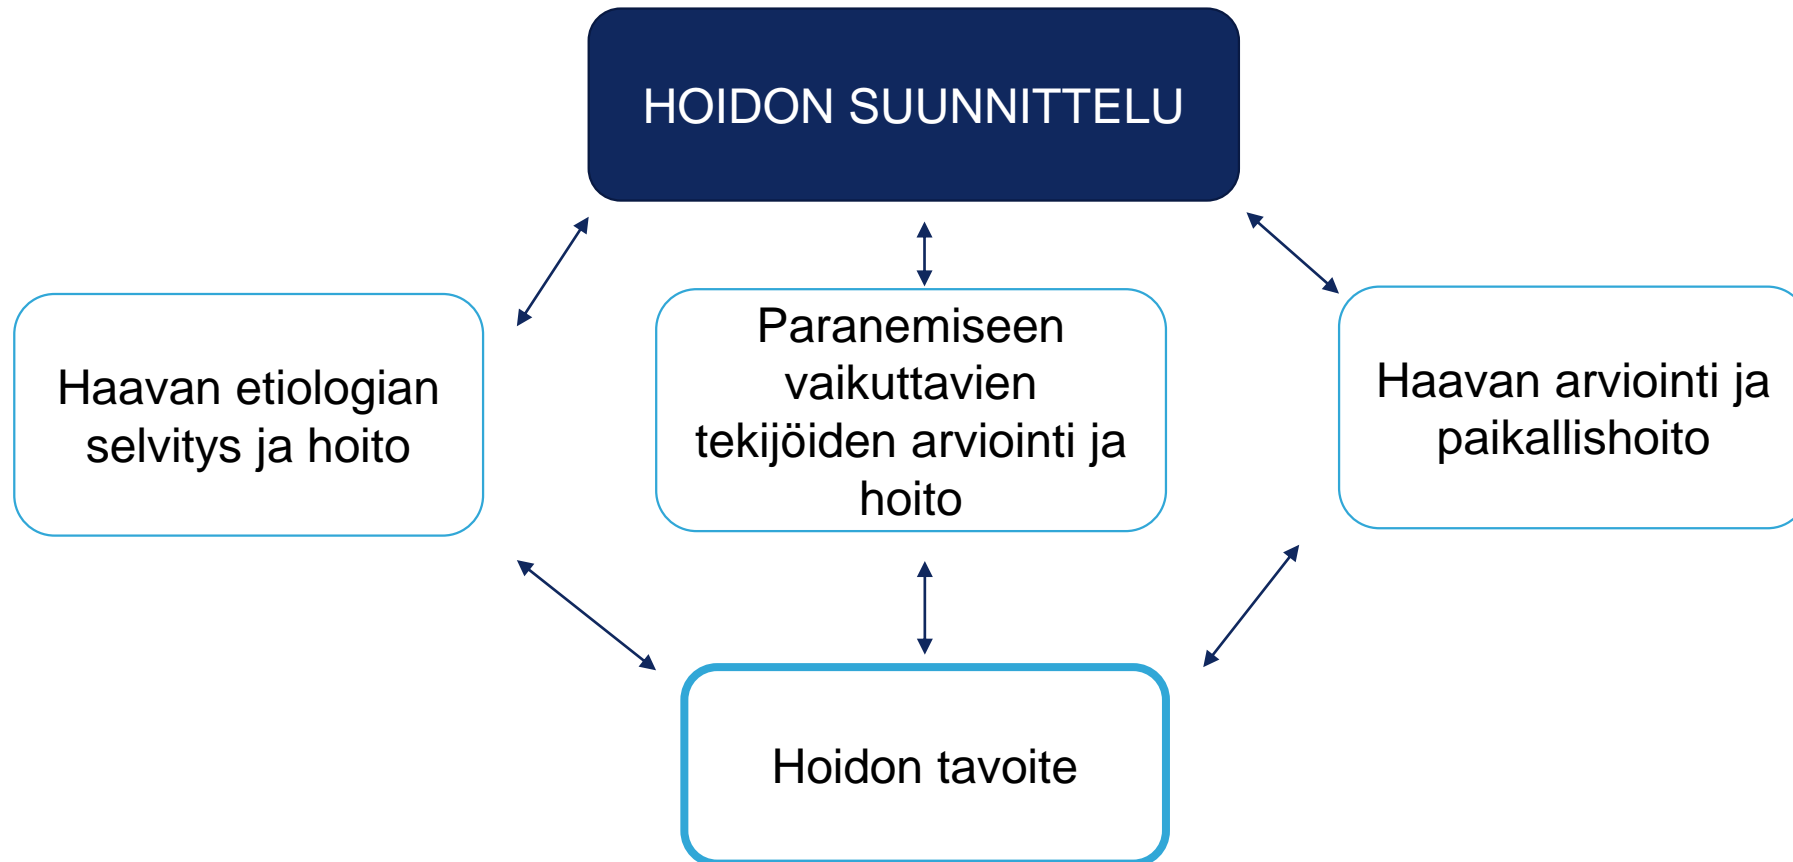 HOIDON SUUNNITTELU
Haavan etiologian
selvitys ja hoito
Paranemiseen
vaikuttavien
tekijöiden arviointi ja
hoito
Haavan arviointi ja
paikallishoito
Hoidon tavoite